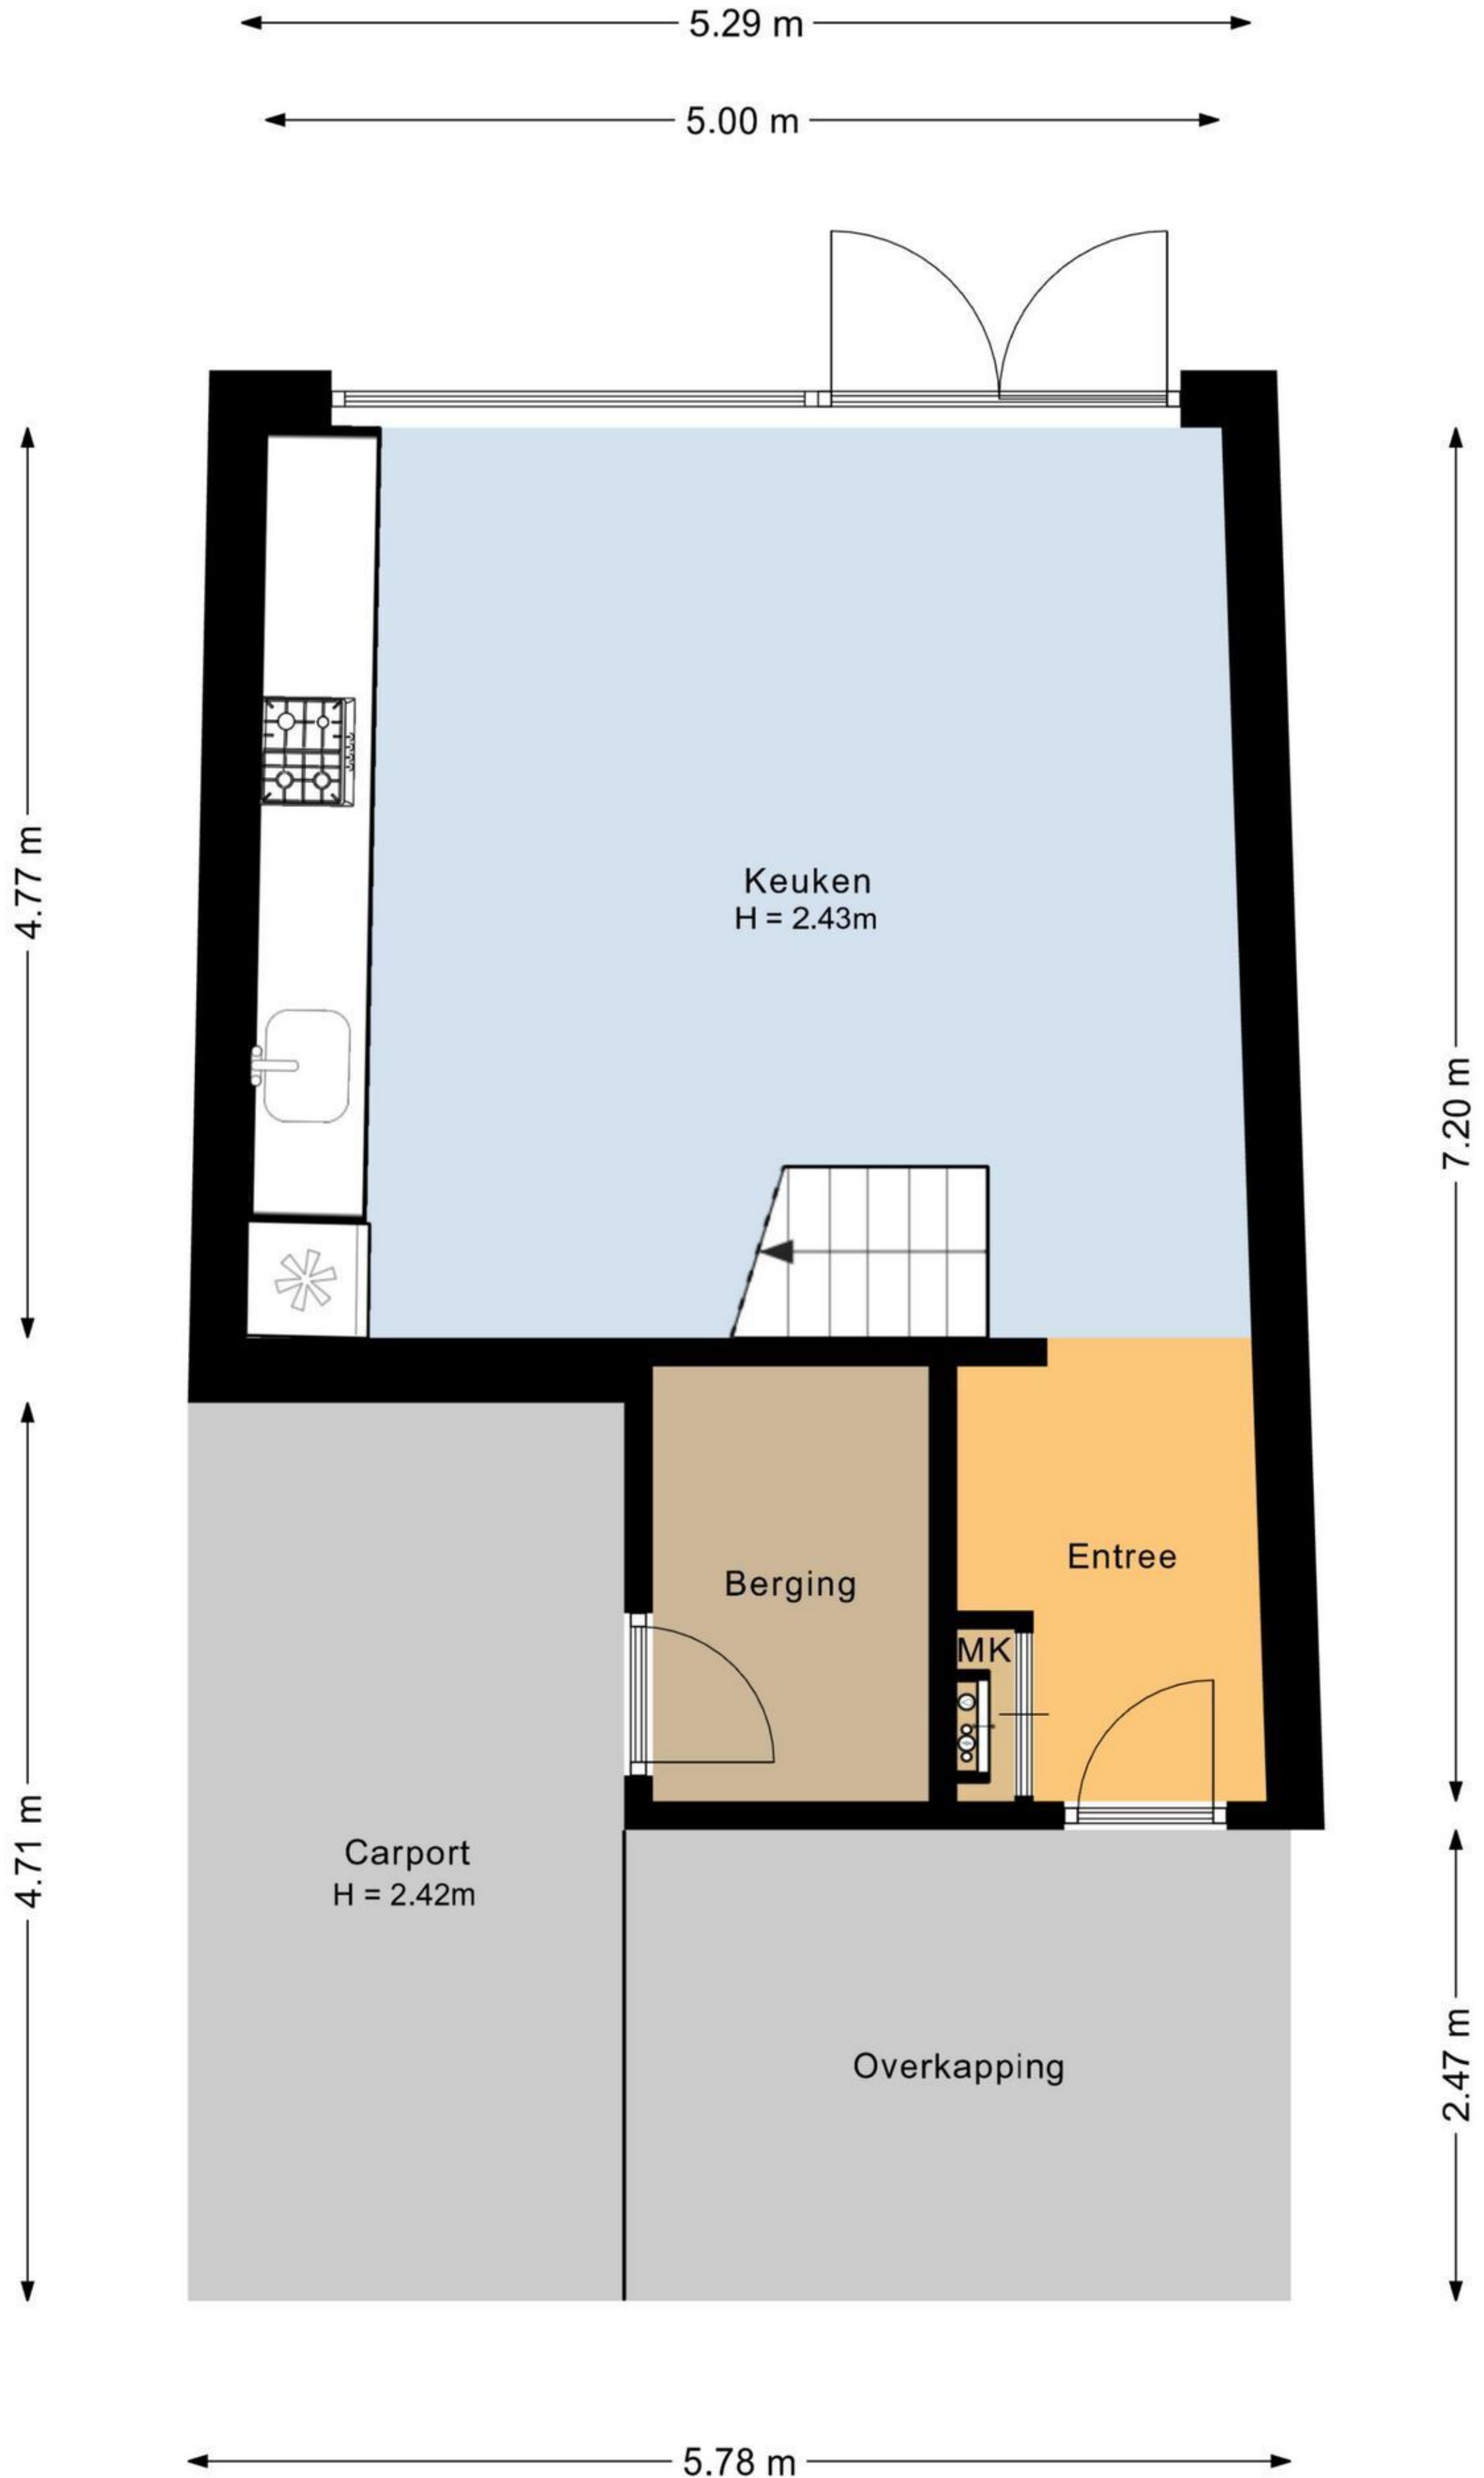 5.29 m
5.00 m
4.77 m
Keuken
H = 2.43m
7.20 m
Entree
Berging
MK
4.71 m
Carport
H = 2.42m
Overkapping
2.47 m
5.78 m